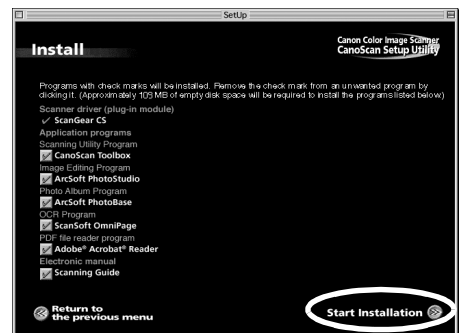 SetUp
Install
Canon Color Image Scanner
CanoScan Setup Utility
Programs with check marks will be installed. Remove the check mark from an unwanted program by
clicking it. (Approximately 109 MB of empty disk space will be required to install the programs listed below.)
Scanner driver (plug-in module)
ScanGear CS
Application programs
Scanning Utility Program
CanoScan Toolbox
Image Editing Program
ArcSoft PhotoStudio
Photo Album Program
ArcSoft PhotoBase
OCR Program
ScanSoft OmniPage
PDF file reader program
Adobe® Acrobat® Reader
Electronic manual
Scanning Guide
Return to
the previous menu
Start Installation